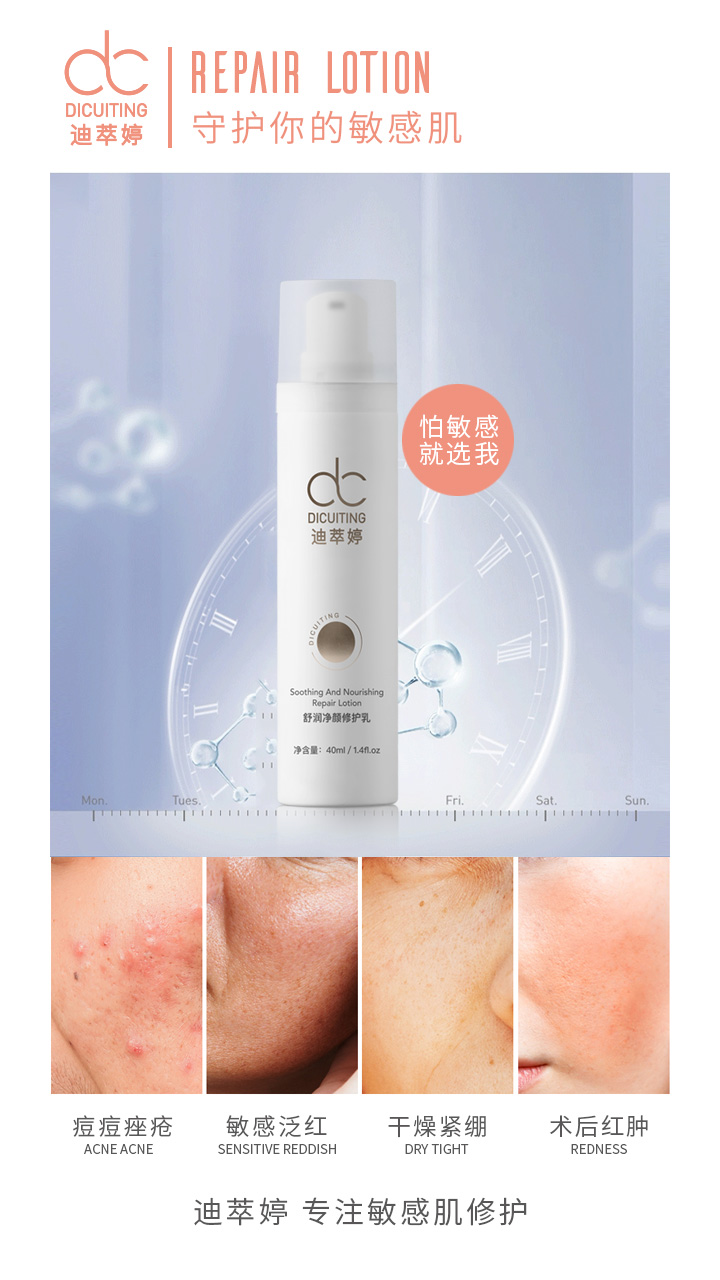 dc
DICUITING
迪萃婷
REPAIR LOTION
守护你的敏感肌
怕敏感
就选我
dc
DICUITING
迪萃婷
DICUITING
Soothing And Nourishing
Repair Lotion
舒润净颜修护乳
净含量：40ml / 1.4fl.oz
Mon. Tues. Fri. Sat. Sun.
痘痘痤疮 敏感泛红 干燥紧绷 术后红肿
ACNE ACNE SENSITIVE REDDISH DRY TIGHT REDNESS
迪萃婷 专注敏感肌修护